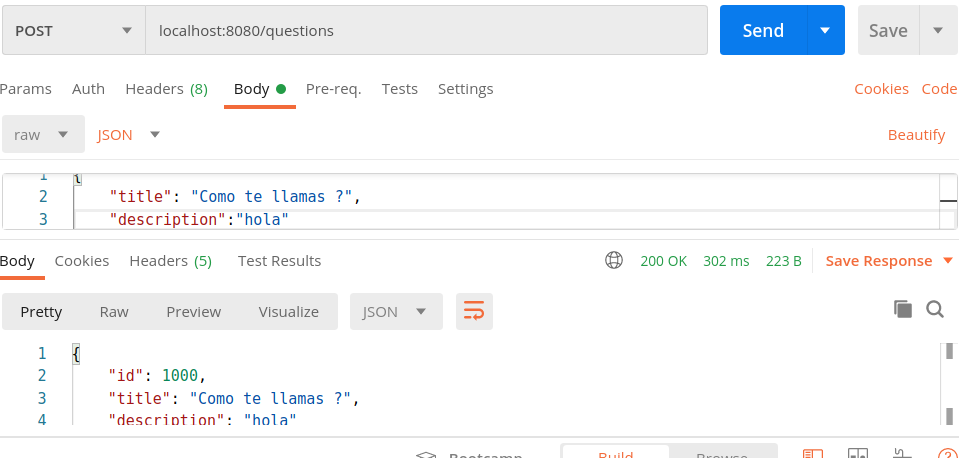 POST localhost:8080/questions Send Save
Params Auth Headers (8) Body Pre-req. Tests Settings Cookies Code
raw JSON Beautify
1 {
2 "title": "Como te llamas ?",
3 "description":"hola"
Body Cookies Headers (5) Test Results 200 OK 302 ms 223 B Save Response
Pretty Raw Preview Visualize JSON
1 {
2 "id": 1000,
3 "title": "Como te llamas ?",
4 "description": "hola"
Bootcamp Build Browse